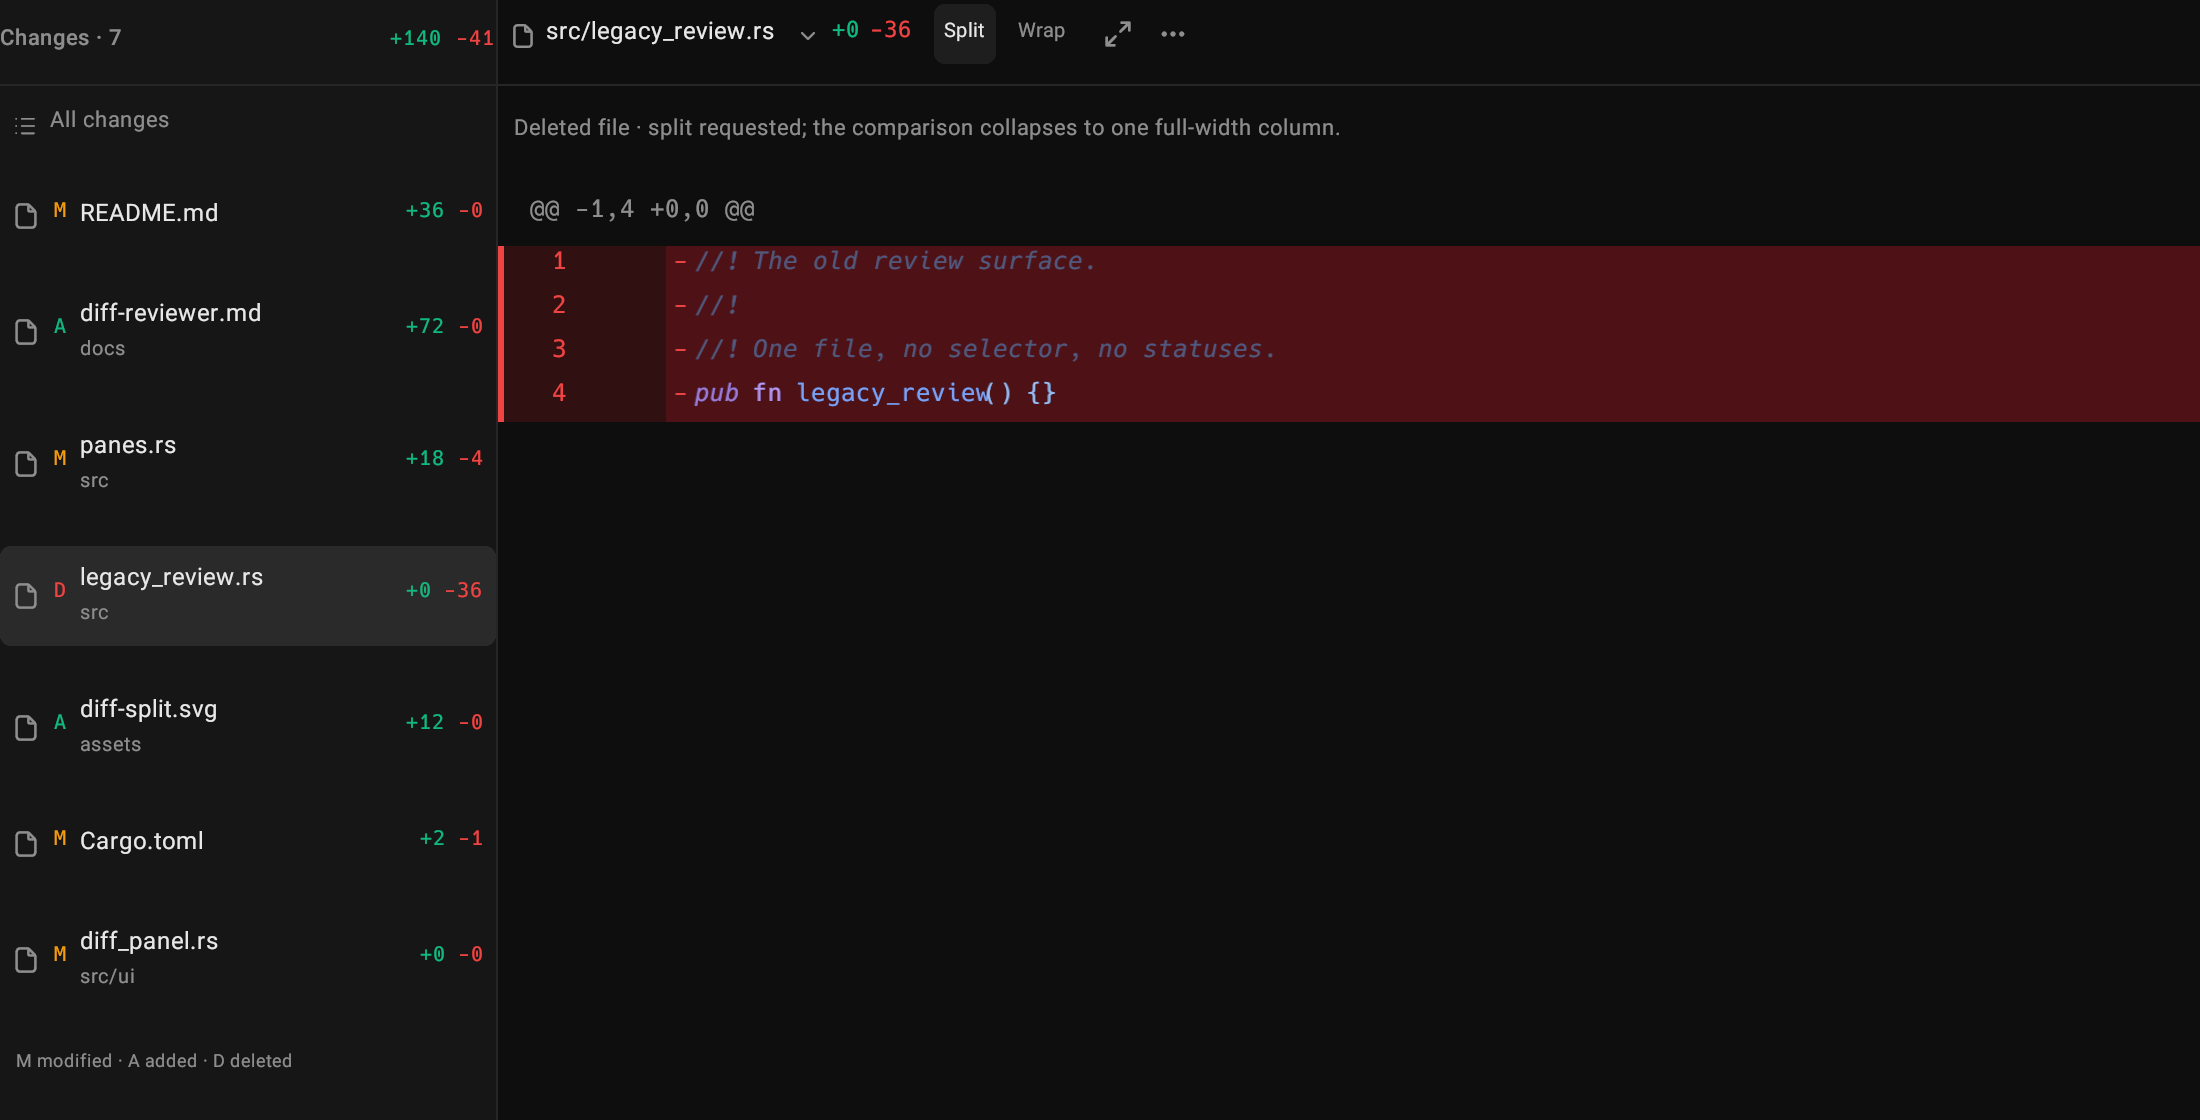 Changes · 7 +140 -41
All changes
M README.md +36 -0
A diff-reviewer.md +72 -0
docs
M panes.rs +18 -4
src
D legacy_review.rs +0 -36
src
A diff-split.svg +12 -0
assets
M Cargo.toml +2 -1
M diff_panel.rs +0 -0
src/ui
M modified · A added · D deleted
src/legacy_review.rs +0 -36 Split Wrap
Deleted file · split requested; the comparison collapses to one full-width column.
@@ -1,4 +0,0 @@
1 - //! The old review surface.
2 - //!
3 - //! One file, no selector, no statuses.
4 - pub fn legacy_review() {}